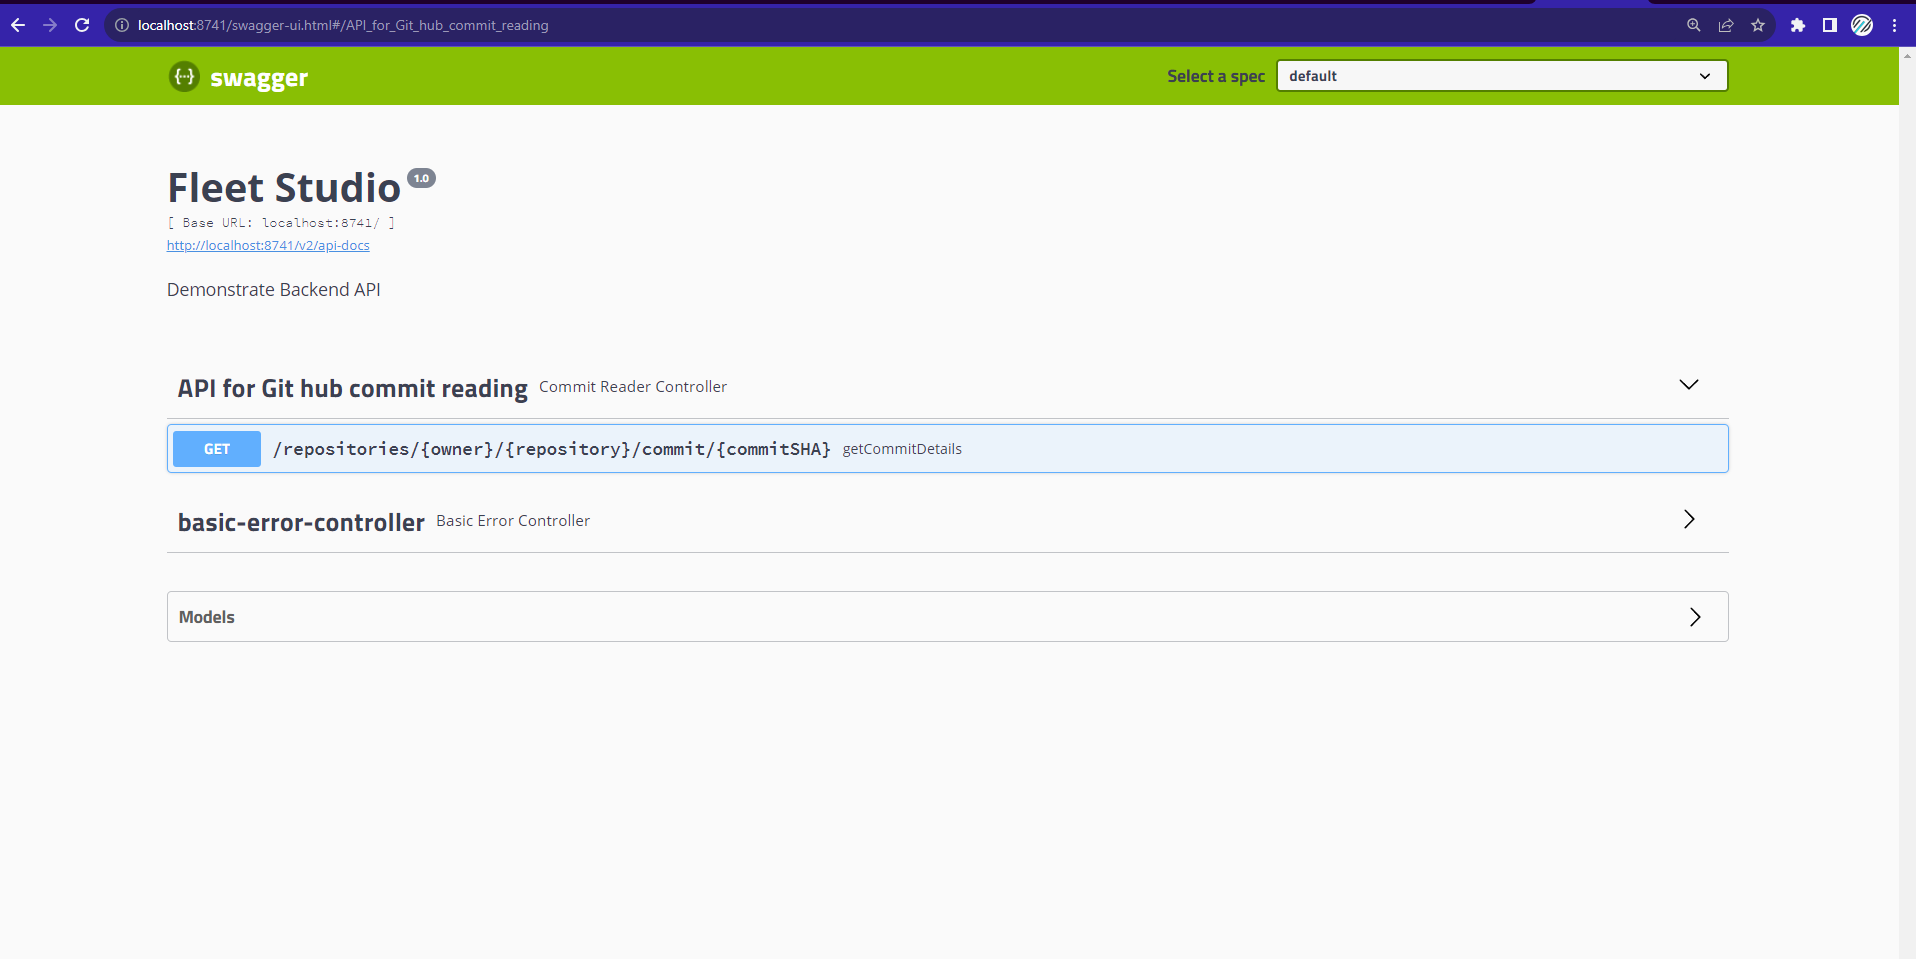 localhost:8741/swagger-ui.html#/API_for_Git_hub_commit_reading
{...} swagger
Select a spec default
Fleet Studio 1.0
[ Base URL: localhost:8741/ ]
http://localhost:8741/v2/api-docs
Demonstrate Backend API
API for Git hub commit reading Commit Reader Controller
GET /repositories/{owner}/{repository}/commit/{commitSHA} getCommitDetails
basic-error-controller Basic Error Controller
Models